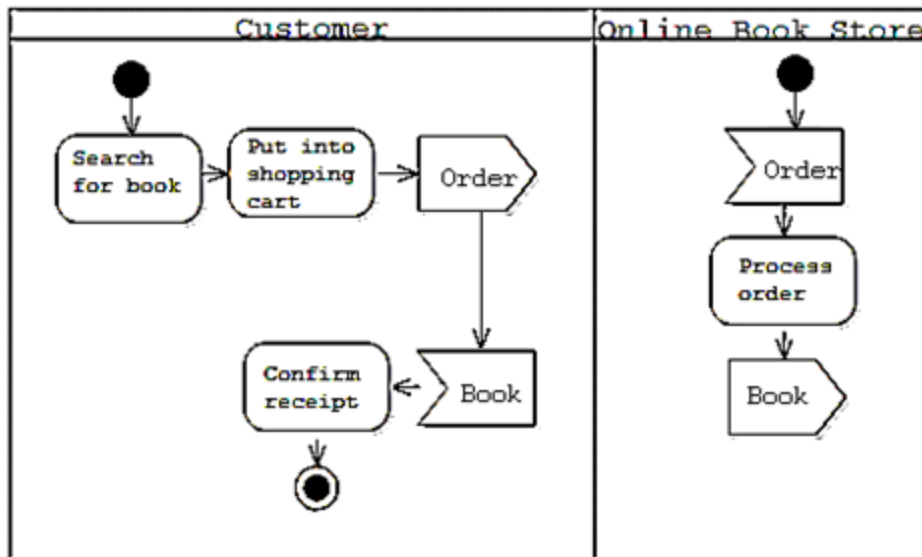 Customer
Online Book Store
Search
for book
Put into
shopping
cart
Order
Order
Process
order
Confirm
receipt
Book
Book